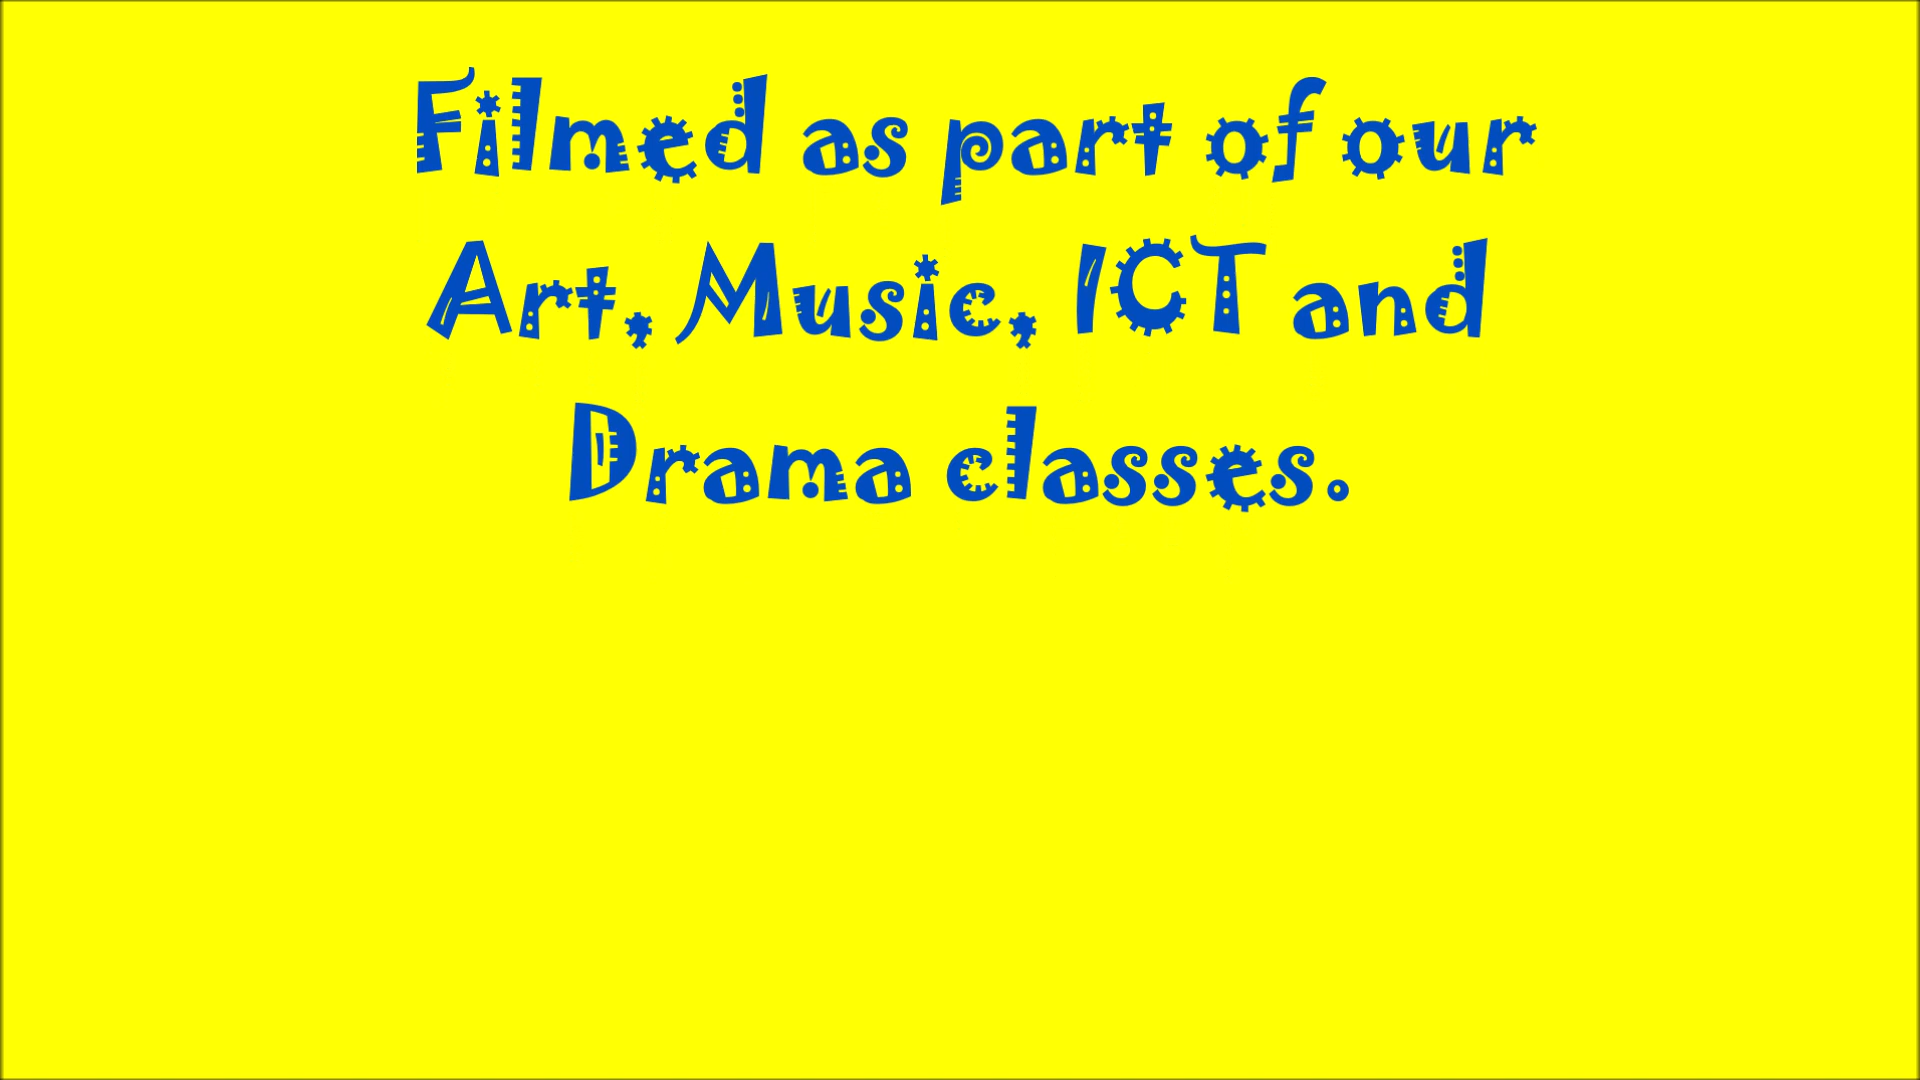 Filmed as part of our
Art, Music, ICT and
Drama classes.